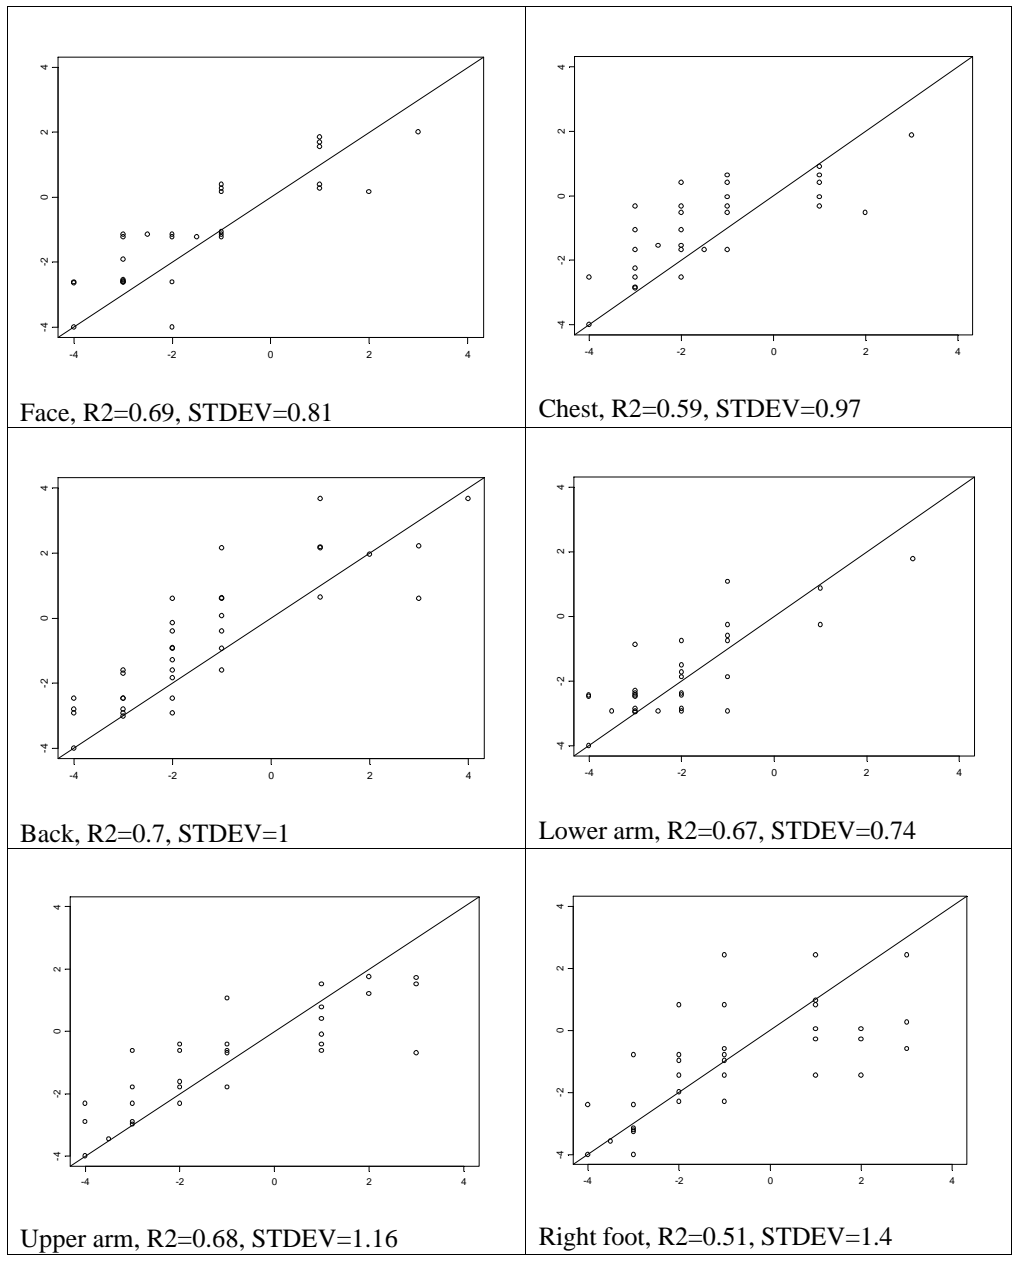 4
2
0
-2
-4
-4 -2 0 2 4
Face, R2=0.69, STDEV=0.81
4
2
0
-2
-4
-4 -2 0 2 4
Chest, R2=0.59, STDEV=0.97
4
2
0
-2
-4
-4 -2 0 2 4
Back, R2=0.7, STDEV=1
4
2
0
-2
-4
-4 -2 0 2 4
Lower arm, R2=0.67, STDEV=0.74
4
2
0
-2
-4
-4 -2 0 2 4
Upper arm, R2=0.68, STDEV=1.16
4
2
0
-2
-4
-4 -2 0 2 4
Right foot, R2=0.51, STDEV=1.4